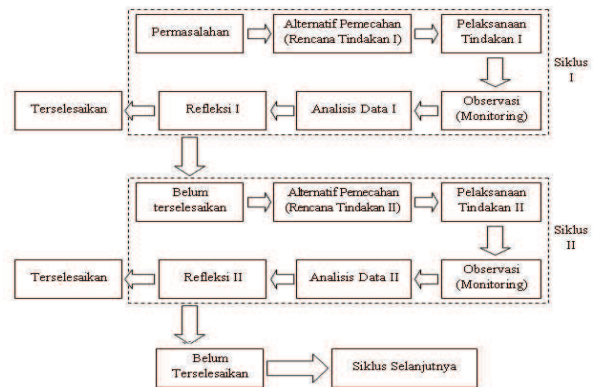 Permasalahan
Alternatif Pemecahan
(Rencana Tindakan I)
Pelaksanaan
Tindakan I
Siklus
I
Terselesaikan
Refleksi I
Analisis Data I
Observasi
(Monitoring)
Belum
terselesaikan
Alternatif Pemecahan
(Rencana Tindakan II)
Pelaksanaan
Tindakan II
Siklus
II
Terselesaikan
Refleksi II
Analisis Data II
Observasi
(Monitoring)
Belum
Terselesaikan
Siklus Selanjutnya